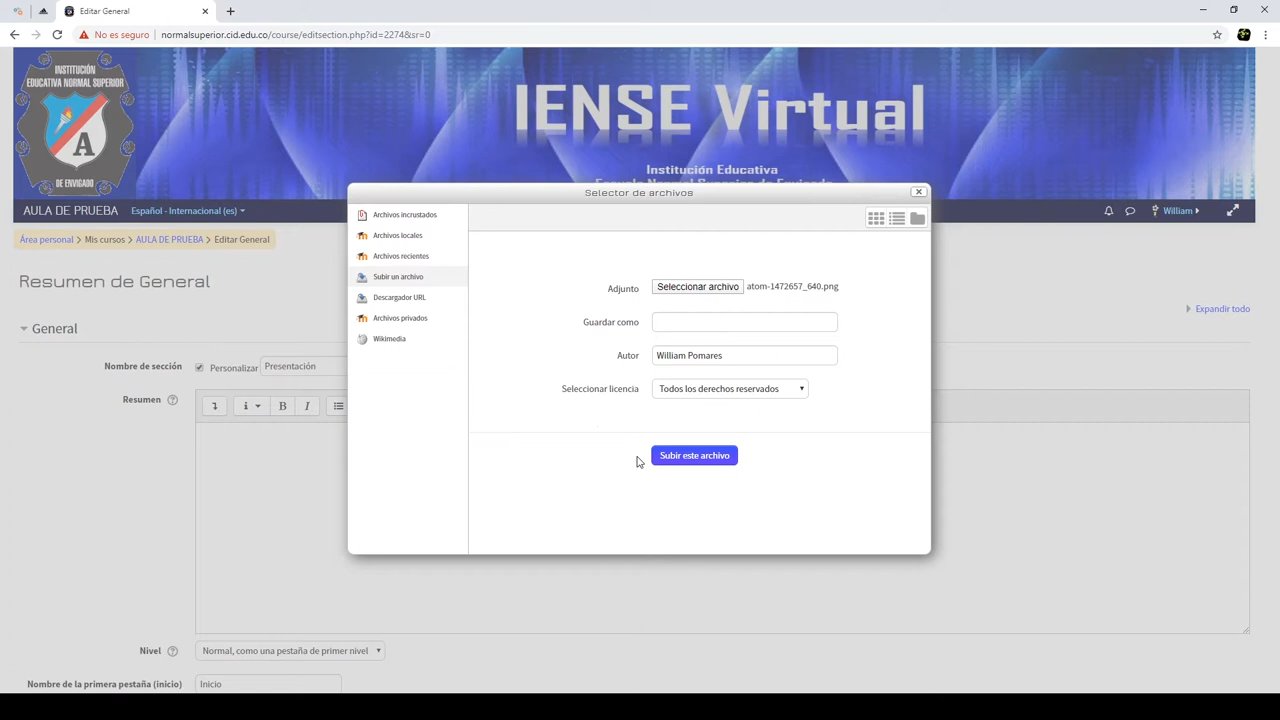 Editar General
No es seguro
normalsuperior.cid.edu.co/course/editsection.php?id=2274&sr=0
INSTITUCIÓN
EDUCATIVA NORMAL SUPERIOR
A
DE ENVIGADO
IENSE Virtual
Institución Educativa
AULA DE PRUEBA
Español - Internacional (es)
William
Área personal > Mis cursos > AULA DE PRUEBA > Editar General
Resumen de General
Expandir todo
General
Nombre de sección
Personalizar
Presentación
Resumen
i
B
I
Nivel
Normal, como una pestaña de primer nivel
Nombre de la primera pestaña (inicio)
Inicio
Selector de archivos
Archivos incrustados
Archivos locales
Archivos recientes
Subir un archivo
Descargador URL
Archivos privados
Wikimedia
Adjunto
Seleccionar archivo
atom-1472657_640.png
Guardar como
Autor
William Pomares
Seleccionar licencia
Todos los derechos reservados
Subir este archivo